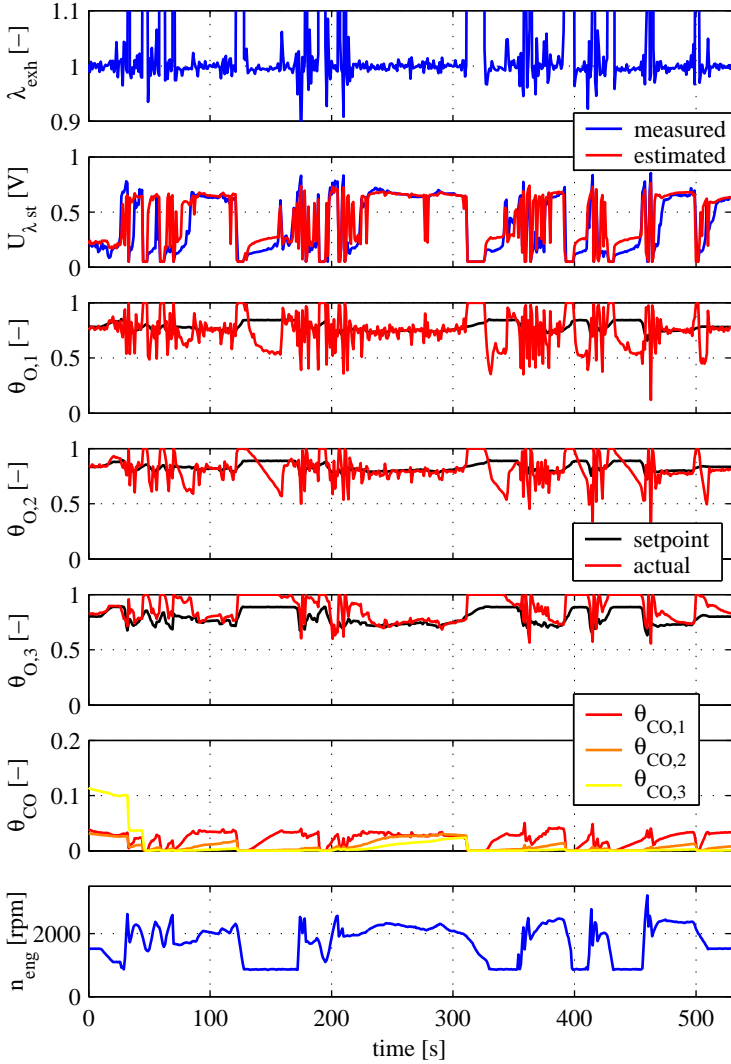 1.1
1
0.9
λexh [−]
measured
estimated
1
0.5
0
Uλ st [V]
1
0.5
0
θO,1 [−]
1
0.5
0
θO,2 [−]
setpoint
actual
1
0.5
0
θO,3 [−]
θCO,1
θCO,2
θCO,3
0.2
0.1
0
θCO [−]
2000
0
neng [rpm]
0 100 200 300 400 500
time [s]